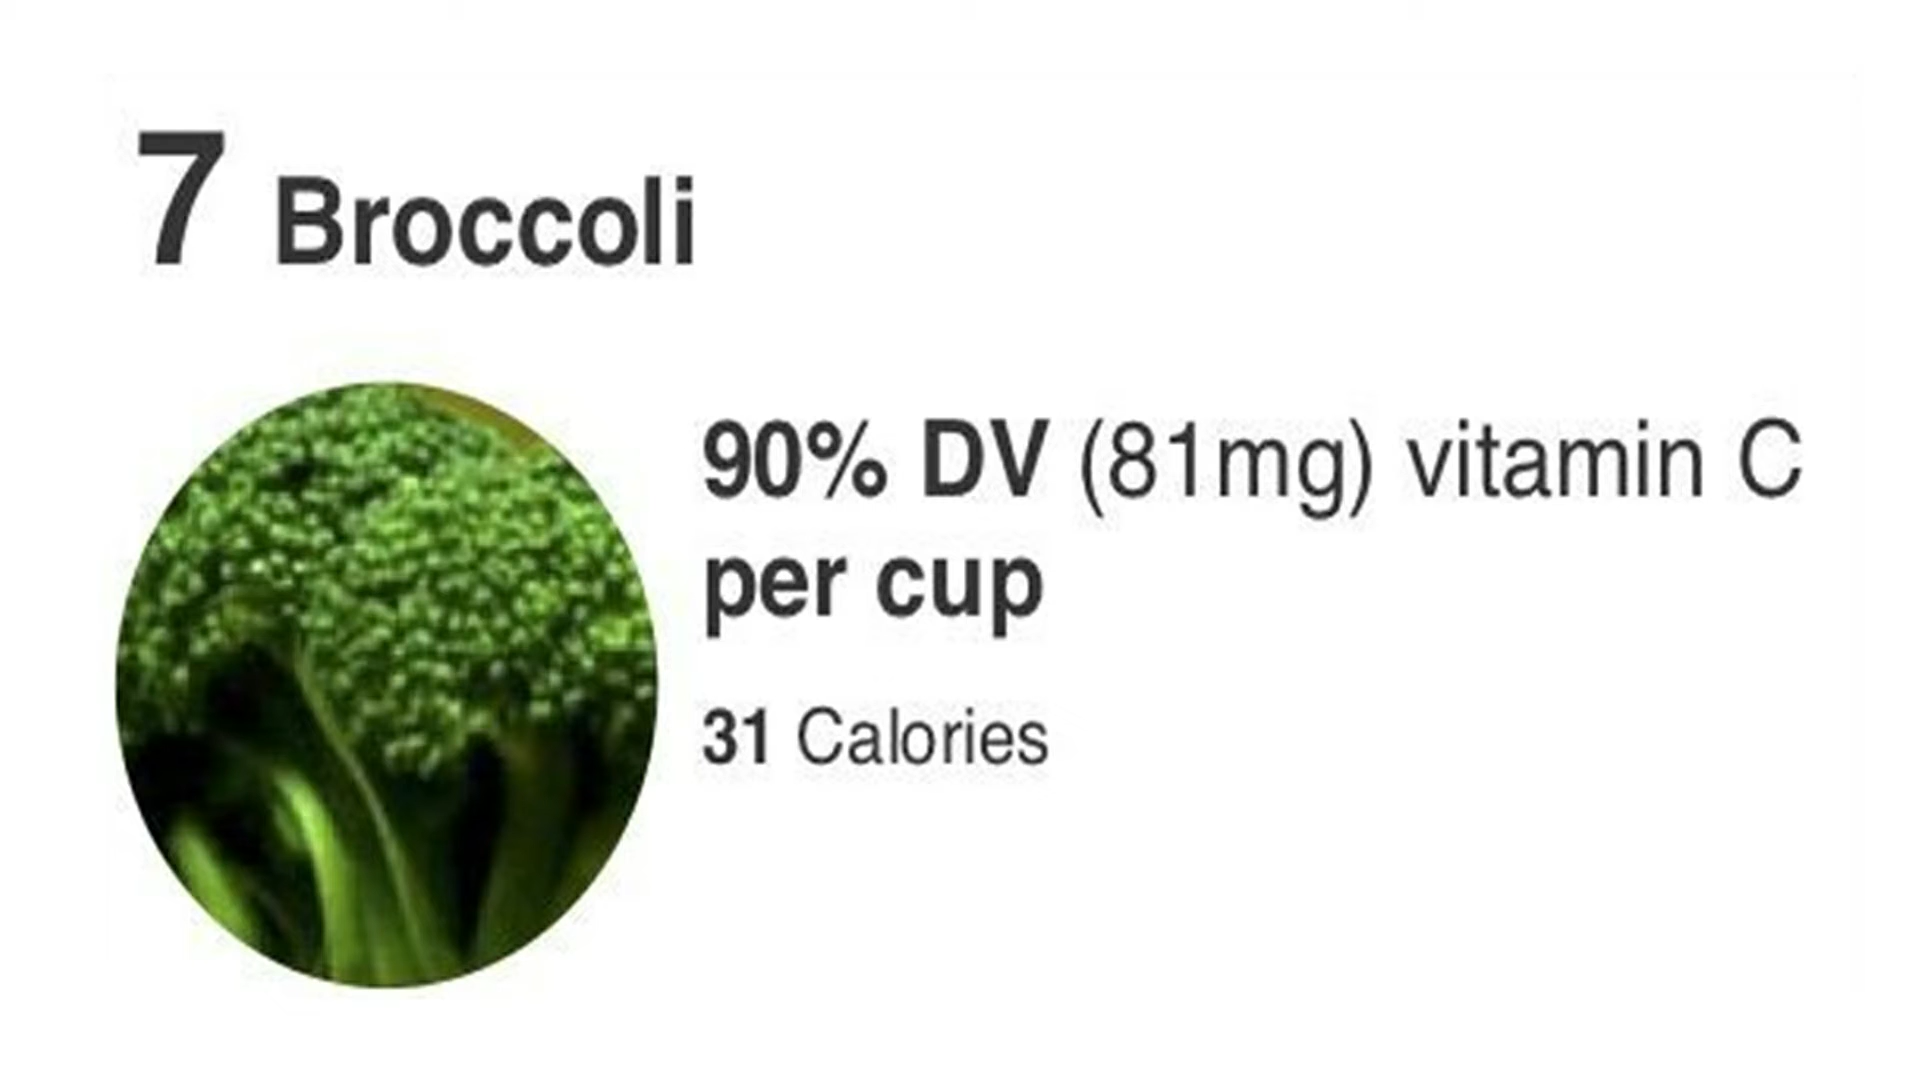 7 Broccoli
90% DV (81mg) vitamin C
per cup
31 Calories